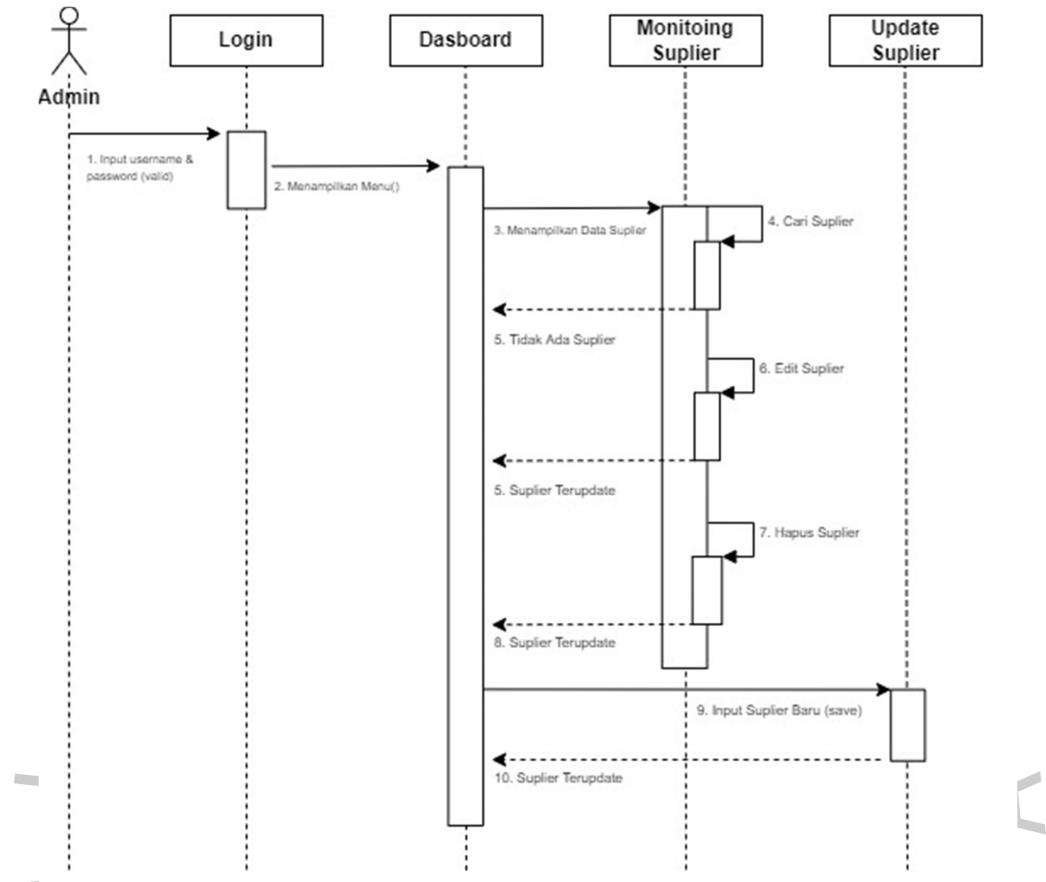 Login
Dasboard
Monitoing
Suplier
Update
Suplier
Admin
1. Input username &
password (valid)
2. Menampilkan Menu()
3. Menampilkan Data Suplier
4. Cari Suplier
5. Tidak Ada Suplier
6. Edit Suplier
5. Suplier Terupdate
7. Hapus Suplier
8. Suplier Terupdate
9. Input Suplier Baru (save)
10. Suplier Terupdate